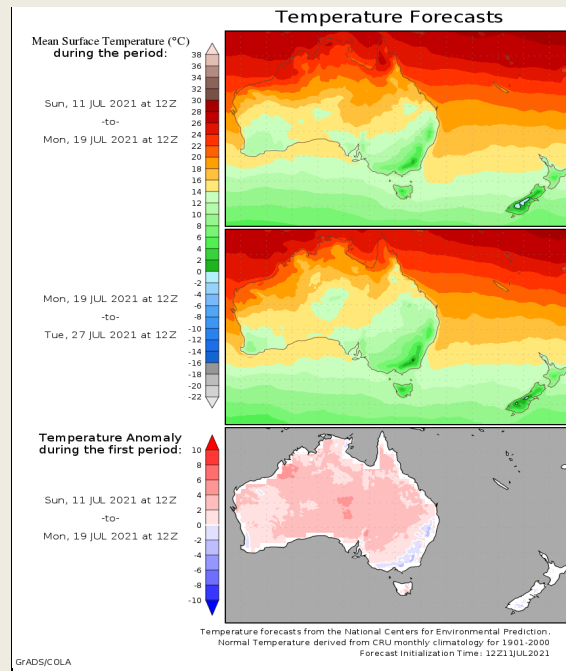 Temperature Forecasts
Mean Surface Temperature (°C)
during the period:
38
36
34
32
30
28
26
24
22
20
18
16
14
12
10
8
6
4
2
0
-2
-4
-6
-8
-10
-12
-14
-16
-18
-20
-22
Sun, 11 JUL 2021 at 12Z
-to-
Mon, 19 JUL 2021 at 12Z
Mon, 19 JUL 2021 at 12Z
-to-
Tue, 27 JUL 2021 at 12Z
Temperature Anomaly
during the first period:
10
8
6
4
2
0
-2
-4
-6
-8
-10
Sun, 11 JUL 2021 at 12Z
-to-
Mon, 19 JUL 2021 at 12Z
Temperature forecasts from the National Centers for Environmental Prediction.
Normal Temperature derived from CRU monthly climatology for 1901-2000
Forecast Initialization Time: 12Z11JUL2021
GrADS/COLA